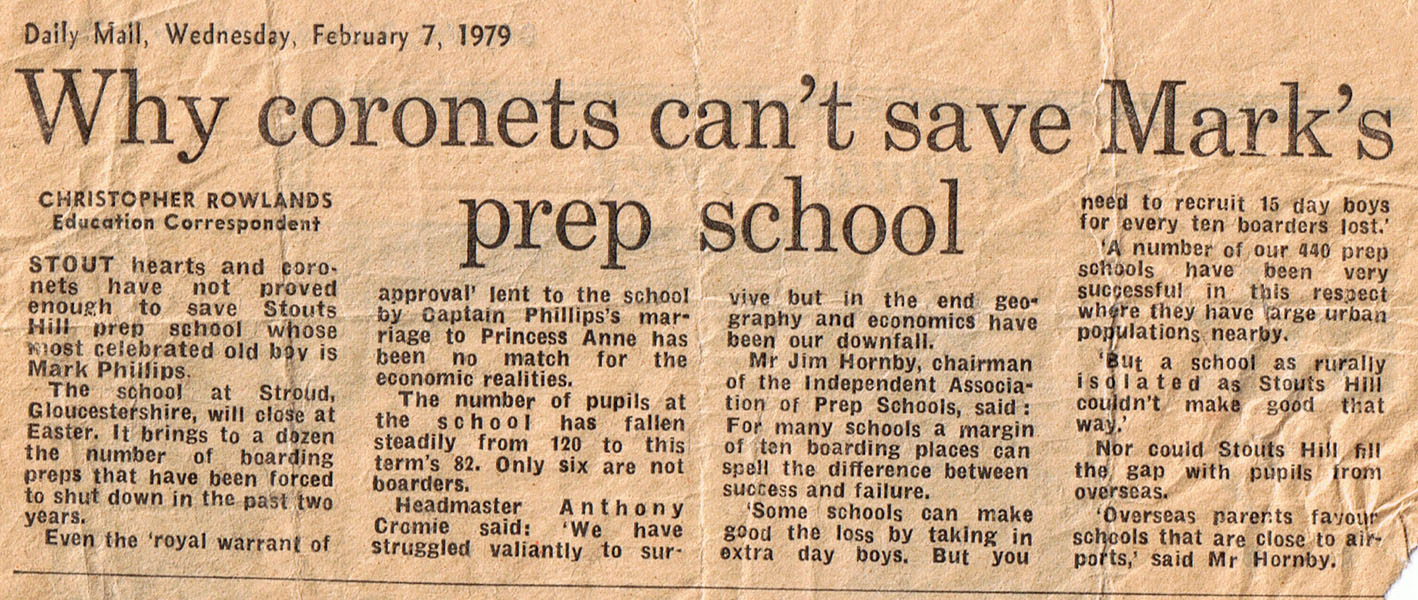 Daily Mail, Wednesday, February 7, 1979
Why coronets can't save Mark's
prep school
CHRISTOPHER ROWLANDS
Education Correspondent
STOUT hearts and coro-
nets have not proved
enough to save Stouts
Hill prep school whose
most celebrated old boy is
Mark Phillips.
The school at Stroud,
Gloucestershire, will close at
Easter. It brings to a dozen
the number of boarding
preps that have been forced
to shut down in the past two
years.
Even the 'royal warrant of
approval' lent to the school
by Captain Phillips's mar-
riage to Princess Anne has
been no match for the
economic realities.
The number of pupils at
the school has fallen
steadily from 120 to this
term's 82. Only six are not
boarders.
Headmaster Anthony
Cromie said: 'We have
struggled valiantly to sur-
vive but in the end geo-
graphy and economics have
been our downfall.
Mr Jim Hornby, chairman
of the Independent Associa-
tion of Prep Schools, said:
For many schools a margin
of ten boarding places can
spell the difference between
success and failure.
'Some schools can make
good the loss by taking in
extra day boys. But you
need to recruit 15 day boys
for every ten boarders lost.'
'A number of our 440 prep
schools have been very
successful in this respect
where they have large urban
populations nearby.
'But a school as rurally
isolated as Stouts Hill
couldn't make good that
way.'
Nor could Stouts Hill fill
the gap with pupils from
overseas.
'Overseas parents favour
schools that are close to air-
ports,' said Mr Hornby.